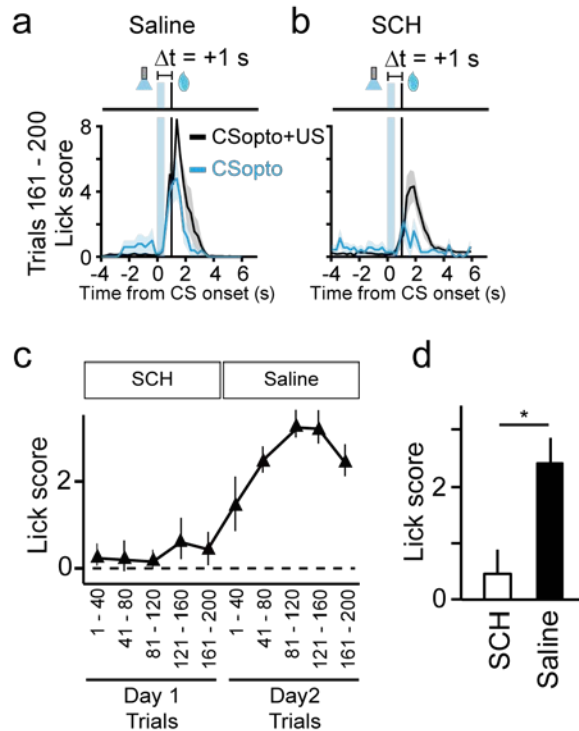 a
Saline
Δt = +1 s
b
SCH
Δt = +1 s
Trials 161 - 200
Lick score
8
4
0
CSopto+US
CSopto
-4 -2 0 2 4 6
Time from CS onset (s)
-4 -2 0 2 4 6
Time from CS onset (s)
c
SCH
Saline
Lick score
2
0
1 - 40
41 - 80
81 - 120
121 - 160
161 - 200
1 - 40
41 - 80
81 - 120
121 - 160
161 - 200
Day 1
Trials
Day2
Trials
d
*
Lick score
2
0
SCH
Saline